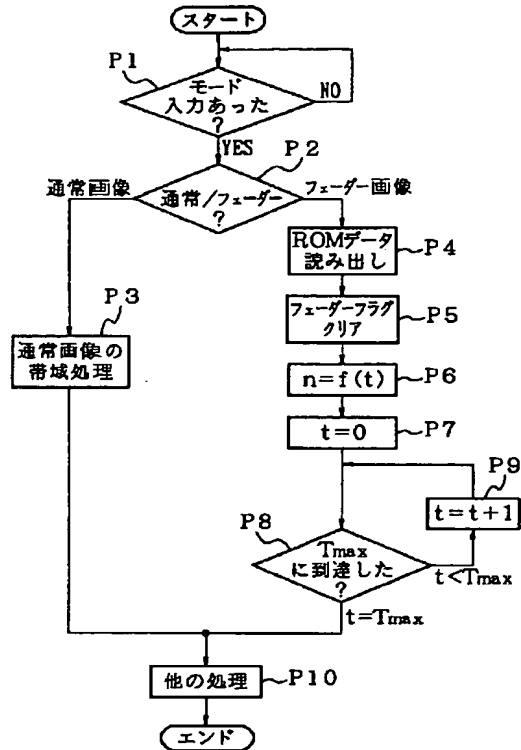 スタート
P1
モード
入力あった
?
NO
YES
P2
通常/フェーダー
?
通常画像
フェーダー画像
P3
通常画像の
帯域処理
ROMデータ
読み出し
P4
フェーダーフラグ
クリア
P5
n=f(t)
P6
t=0
P7
P9
t=t+1
P8
Tmax
に到達した
?
t<Tmax
t=Tmax
他の処理
P10
エンド